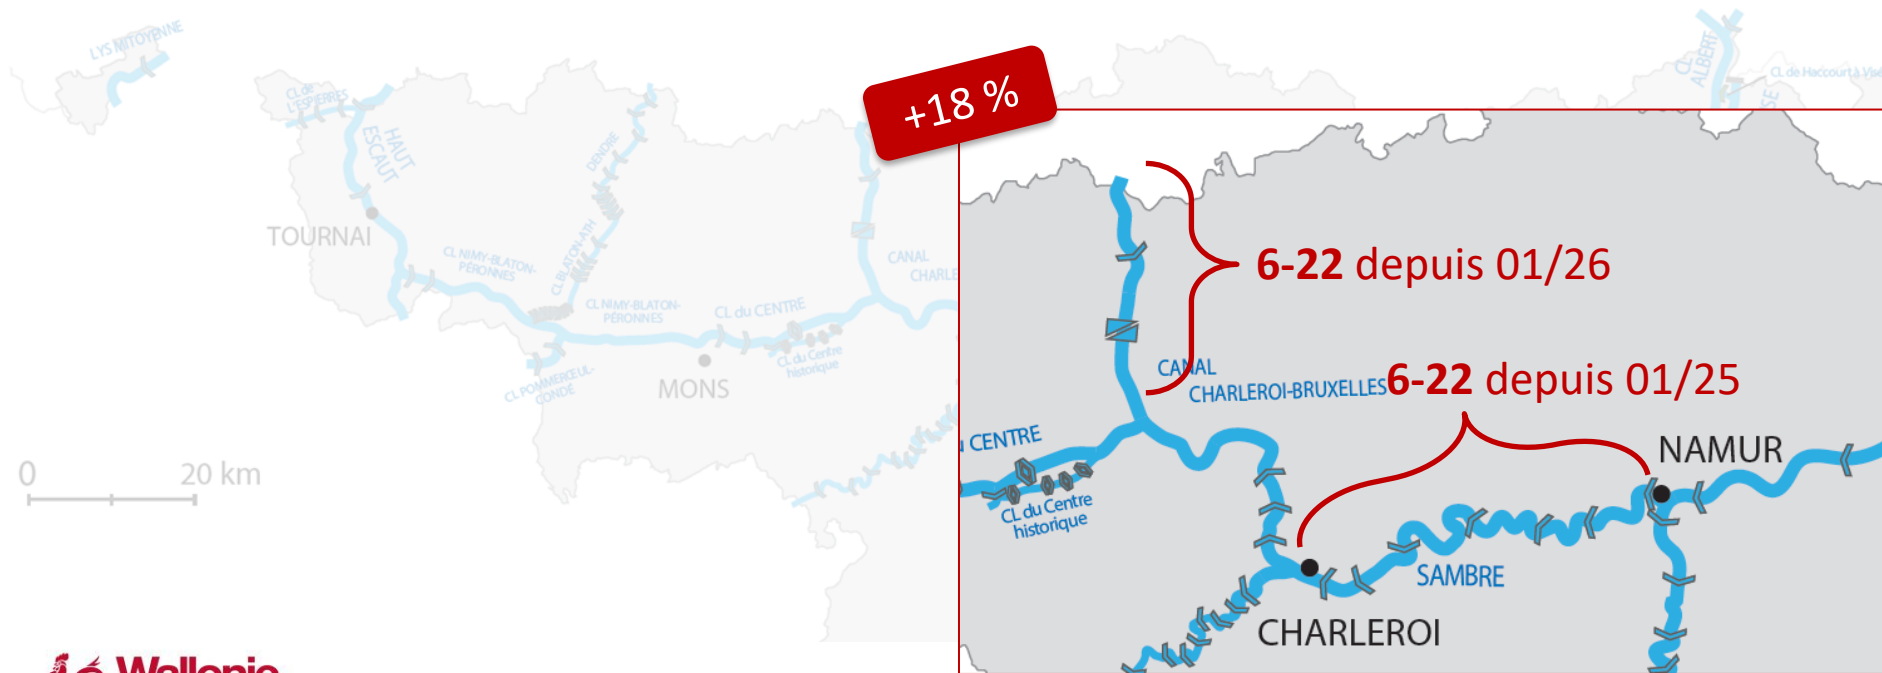 LYS MITOYENNE
CL de
L'ESPIERRES
HAUT
ESCAUT
TOURNAI
DENDRE
CL BLATON-ATH
CL NIMY-BLATON-
PÉRONNES
CL NIMY-BLATON-
PÉRONNES
CL du CENTRE
CL du Centre
historique
MONS
CL POMMEROEUL-
CONDÉ
CANAL
CHARLE
0
20 km
Wallonie
+18 %
CL
ALBERT
CL de Haccourt à Visé
6-22 depuis 01/26
CANAL
CHARLEROI-BRUXELLES
6-22 depuis 01/25
CENTRE
CL du Centre
historique
NAMUR
SAMBRE
CHARLEROI